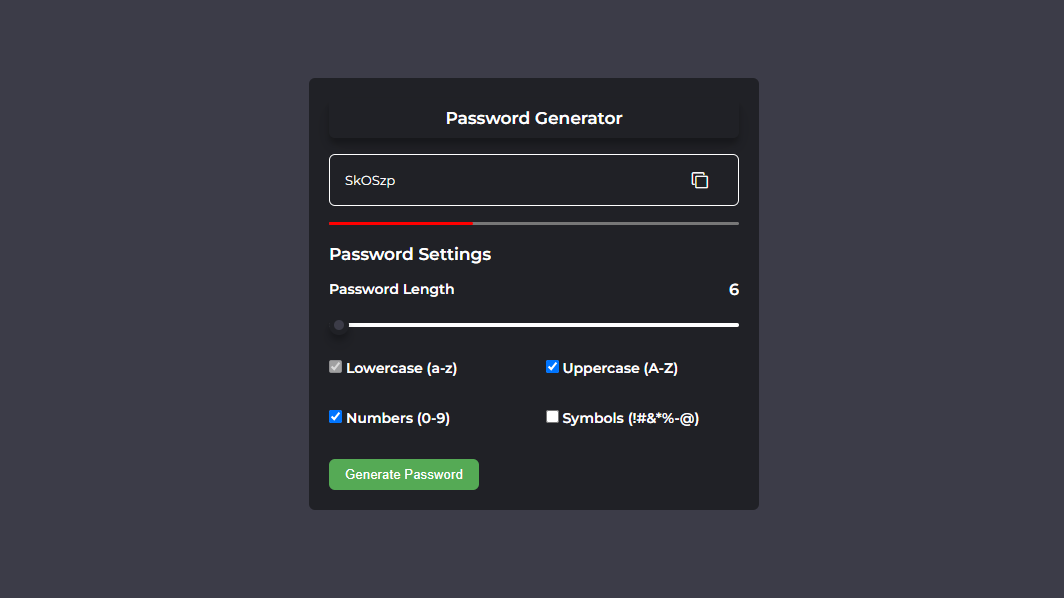 Password Generator
SkOSzp
Password Settings
Password Length 6
Lowercase (a-z) Uppercase (A-Z)
Numbers (0-9) Symbols (!#&*%-@)
Generate Password